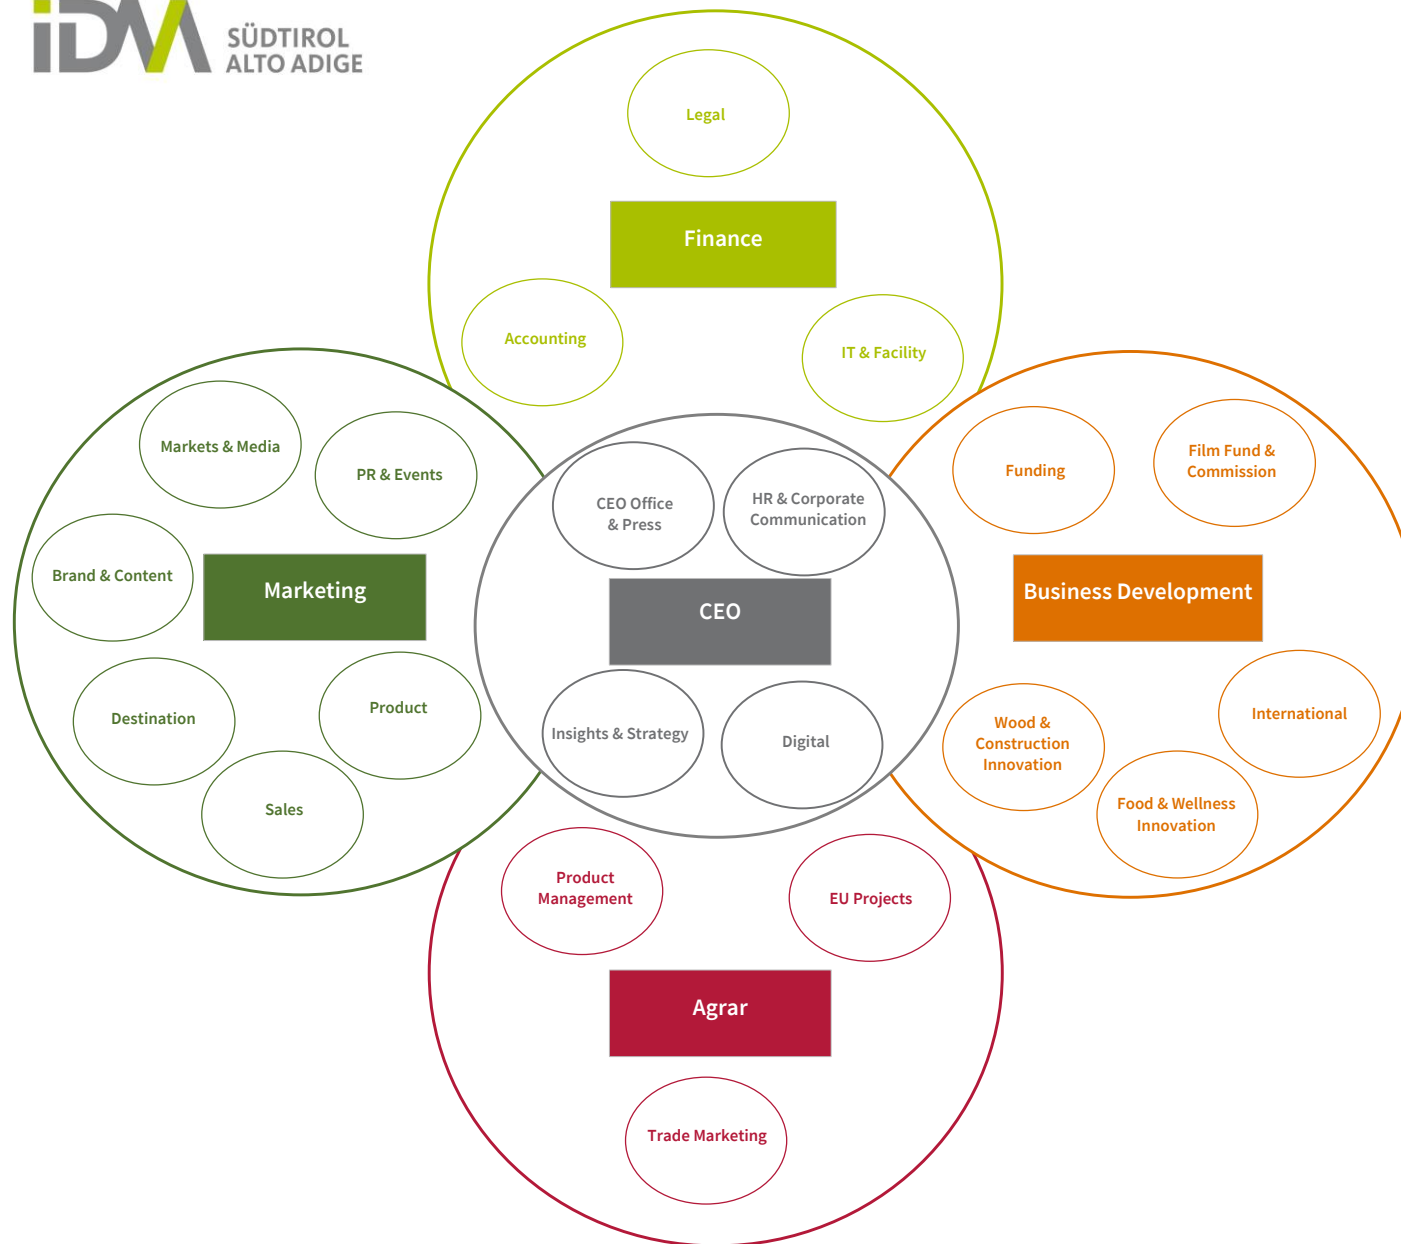 iDM
SÜDTIROL
ALTO ADIGE
Legal
Finance
Accounting
IT & Facility
Markets & Media
PR & Events
Brand & Content
Marketing
Destination
Product
Sales
CEO Office
& Press
HR & Corporate
Communication
CEO
Insights & Strategy
Digital
Funding
Film Fund &
Commission
Business Development
Wood &
Construction
Innovation
International
Food & Wellness
Innovation
Product
Management
EU Projects
Agrar
Trade Marketing